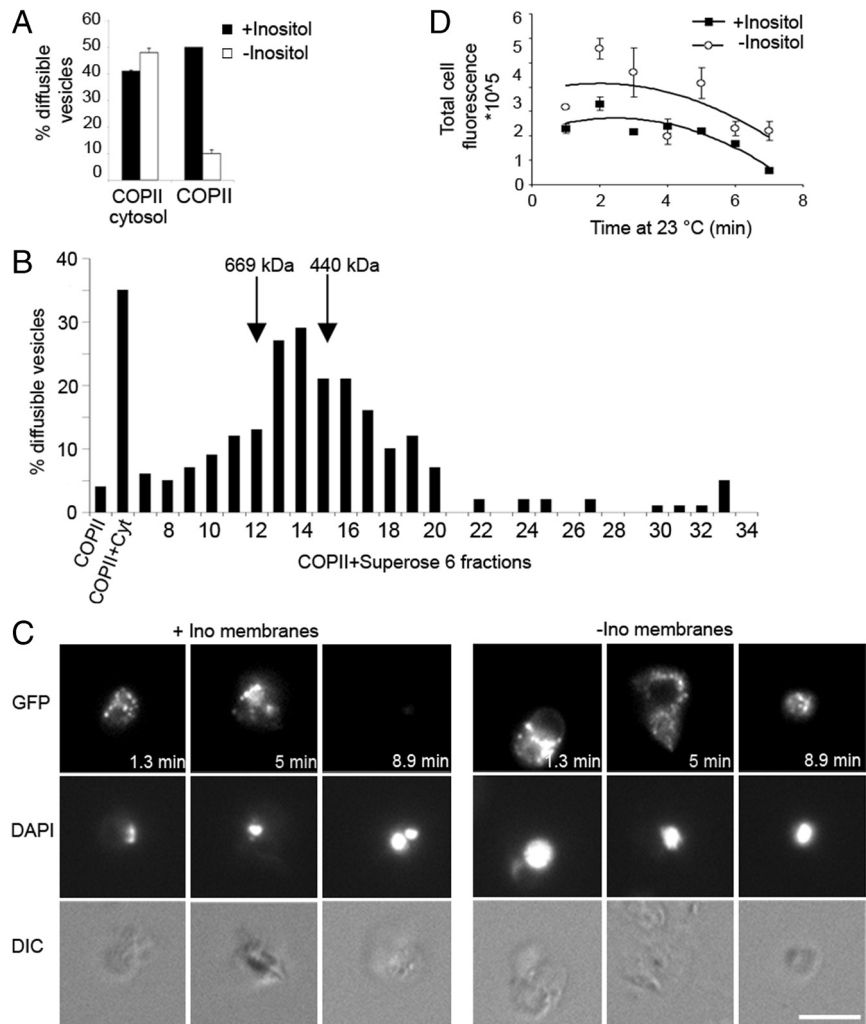 A
60
50
40
30
20
10
0
% diffusible
vesicles
+Inositol
-Inositol
COPII
cytosol
COPII
D
6
5
4
3
2
1
0
Total cell
fluorescence
*10^5
+Inositol
-Inositol
0
2
4
6
8
Time at 23 °C (min)
B
40
30
20
10
0
% diffusible vesicles
669 kDa
440 kDa
COPII
COPII+Cyt
8
10
12
14
16
18
20
22
24
26
28
30
32
34
COPII+Superose 6 fractions
C
+ Ino membranes
-Ino membranes
GFP
1.3 min
5 min
8.9 min
1.3 min
5 min
8.9 min
DAPI
DIC